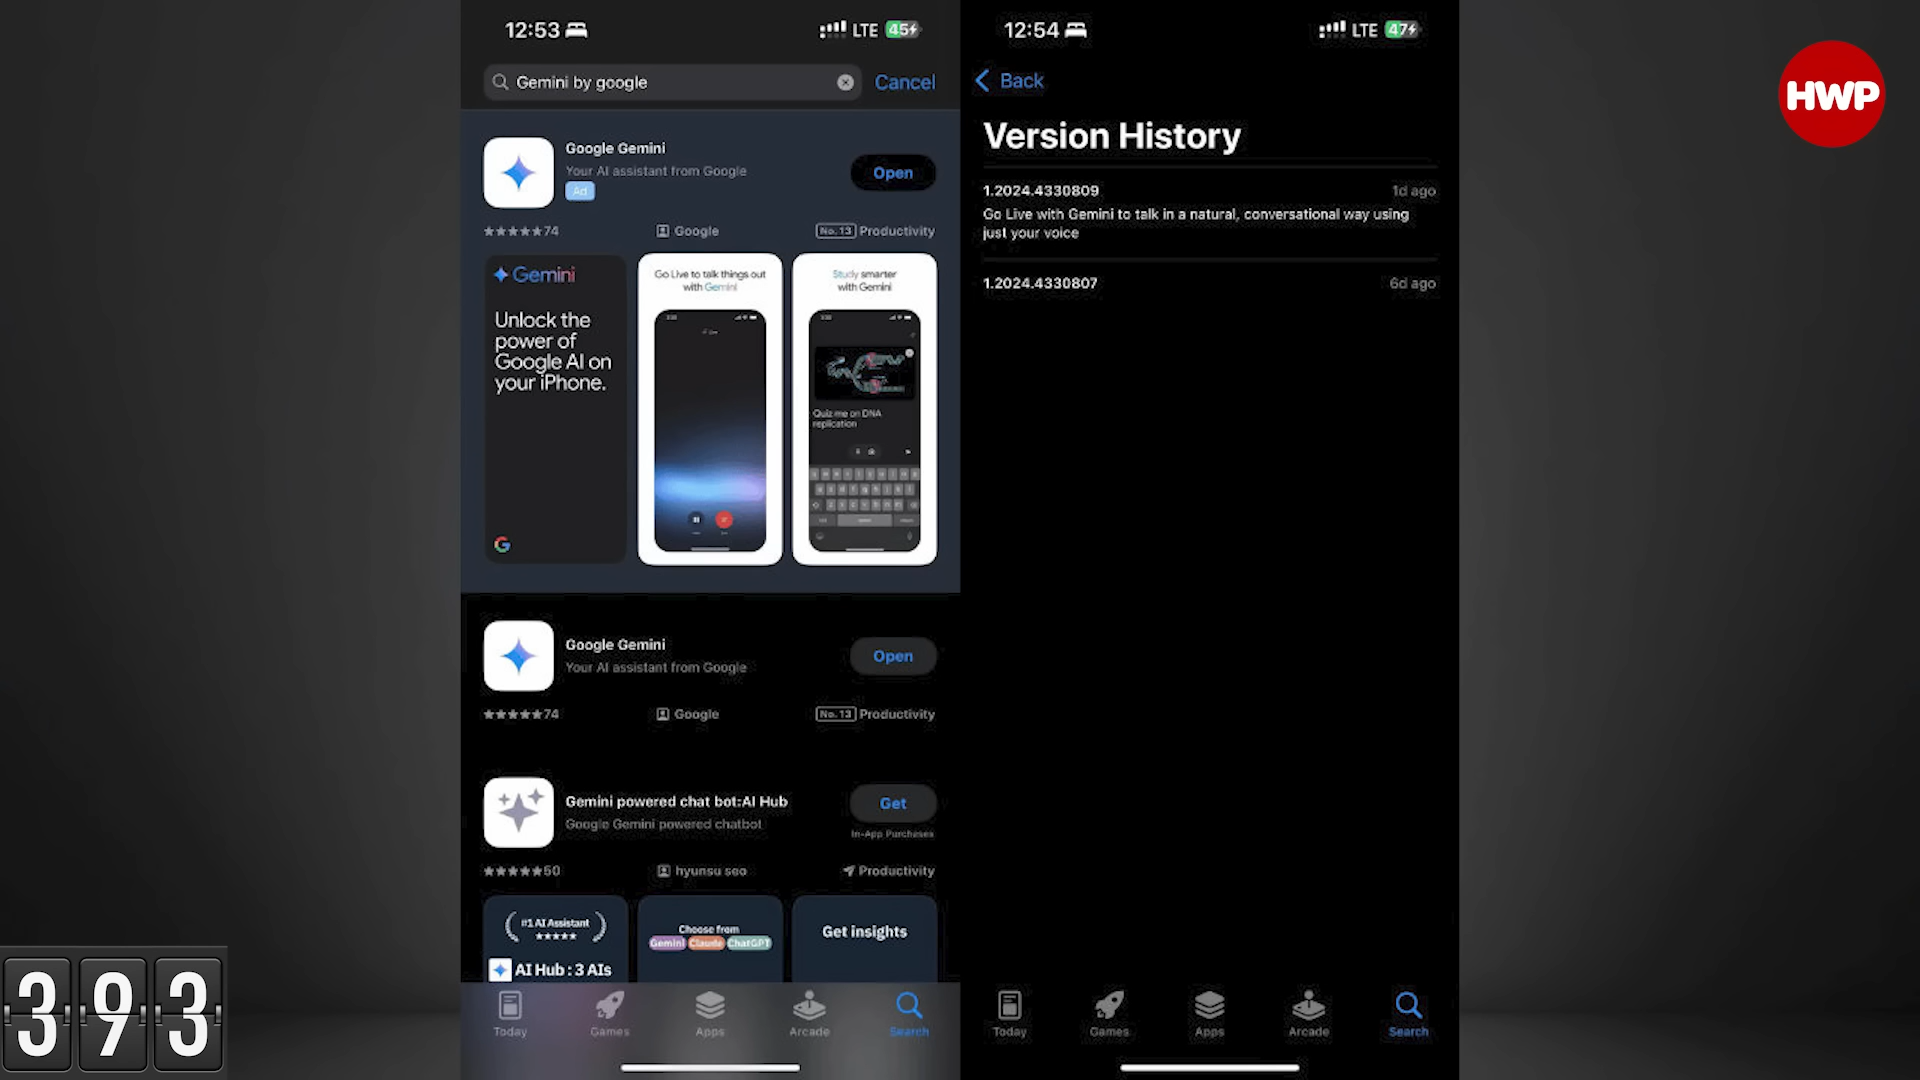 12:53
LTE 45
Gemini by google
Cancel
Google Gemini
Your AI assistant from Google
Ad
Open
74
Google
No. 13 Productivity
Gemini
Unlock the
power of
Google AI on
your iPhone.
Go Live to talk things out
with Gemini
Study smarter
with Gemini
Quiz me on DNA
replication
Google Gemini
Your AI assistant from Google
Open
74
Google
No. 13 Productivity
Gemini powered chat bot:AI Hub
Google Gemini powered chatbot
Get
In-App Purchases
50
hyunsu seo
Productivity
#1 AI Assistant
AI Hub : 3 AIs
Choose from
Gemini Claude ChatGPT
Get insights
Today
Games
Apps
Arcade
Search
12:54
LTE 47
Back
Version History
1.2024.4330809
1d ago
Go Live with Gemini to talk in a natural, conversational way using
just your voice
1.2024.4330807
6d ago
Today
Games
Apps
Arcade
Search
HWP
393